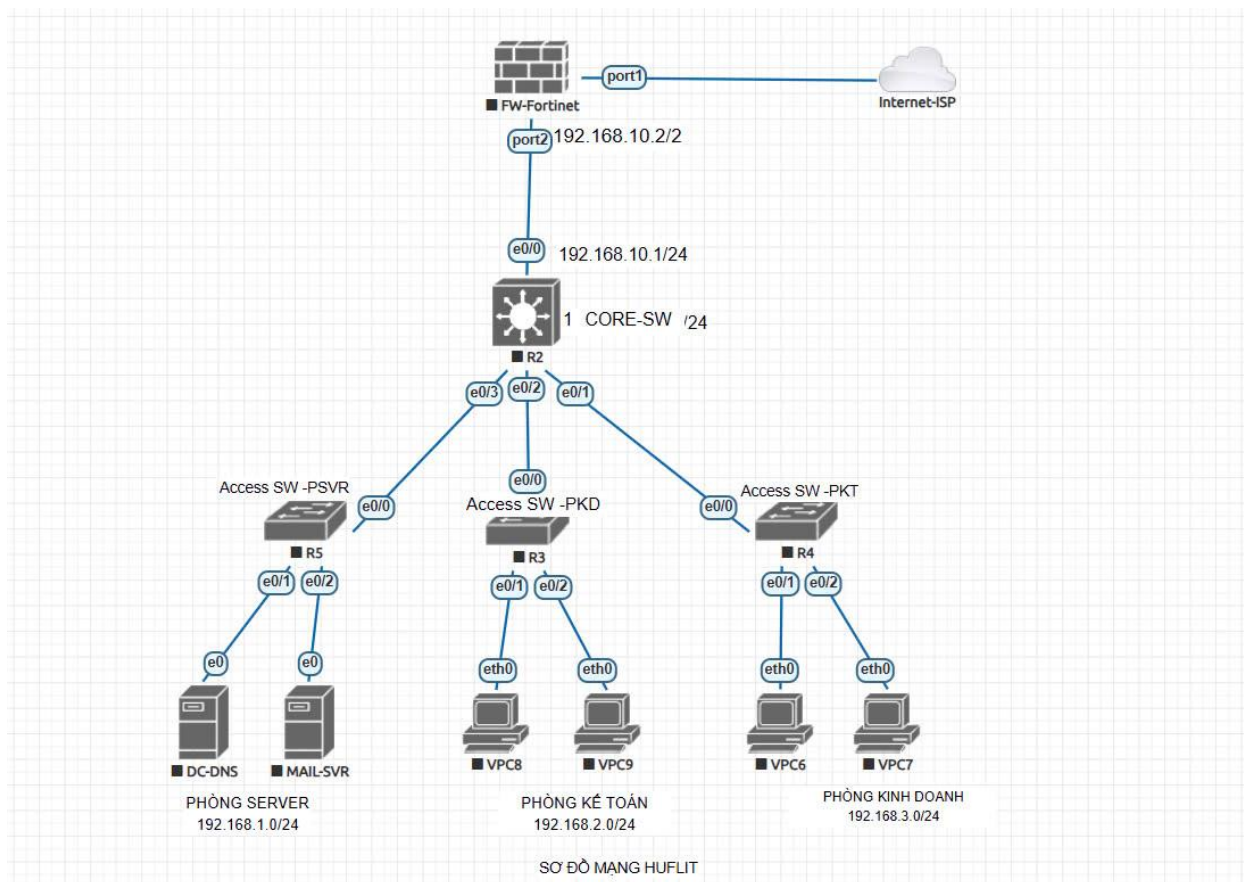 port1
FW-Fortinet
Internet-ISP
port2 192.168.10.2/2
e0/0 192.168.10.1/24
1 CORE-SW /24
R2
e0/3 e0/2 e0/1
Access SW -PSVR
e0/0
e0/0
Access SW -PKD
Access SW -PKT
e0/0
R5
R3
R4
e0/1 e0/2
e0/1 e0/2
e0/1 e0/2
e0 e0
eth0 eth0
eth0 eth0
DC-DNS
MAIL-SVR
VPC8
VPC9
VPC6
VPC7
PHÒNG SERVER
192.168.1.0/24
PHÒNG KẾ TOÁN
192.168.2.0/24
PHÒNG KINH DOANH
192.168.3.0/24
SƠ ĐỒ MẠNG HUFLIT